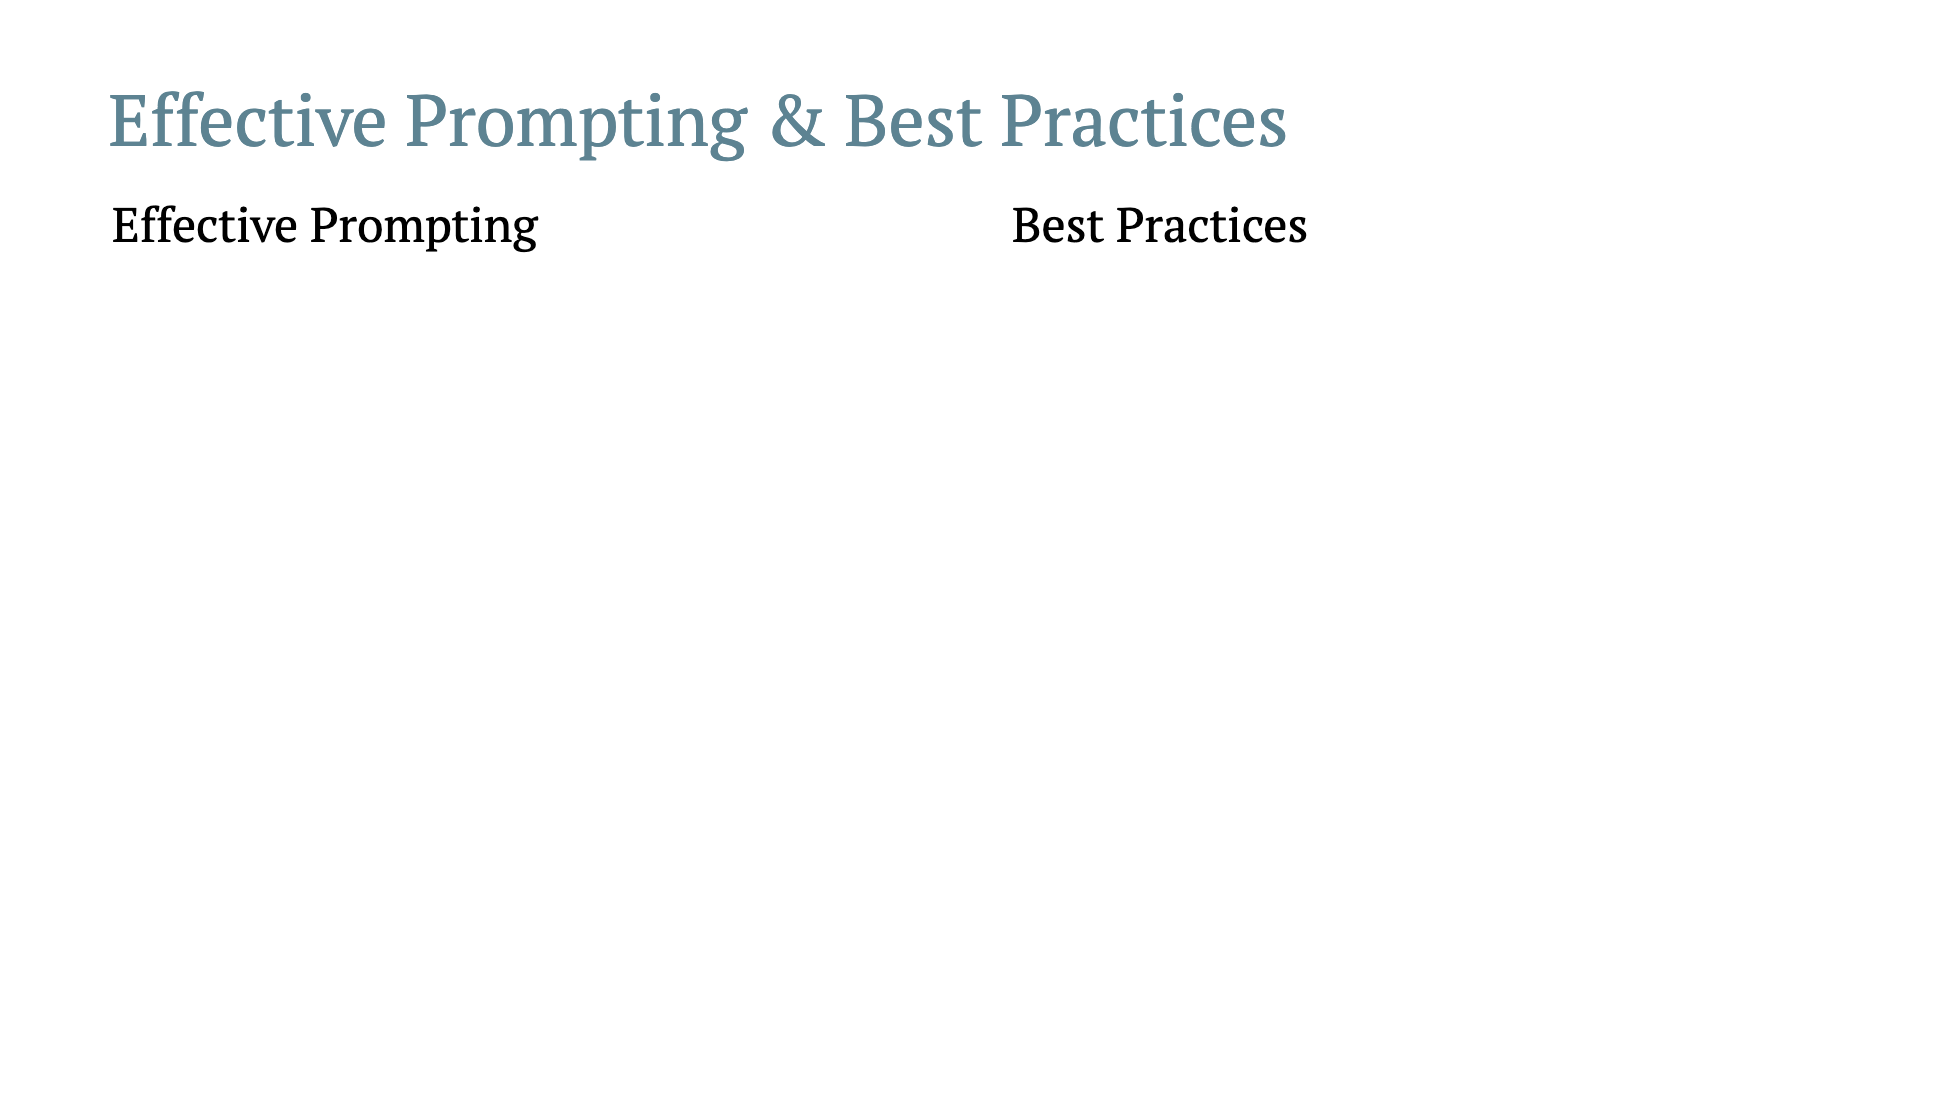 Effective Prompting & Best Practices
Effective Prompting
Best Practices